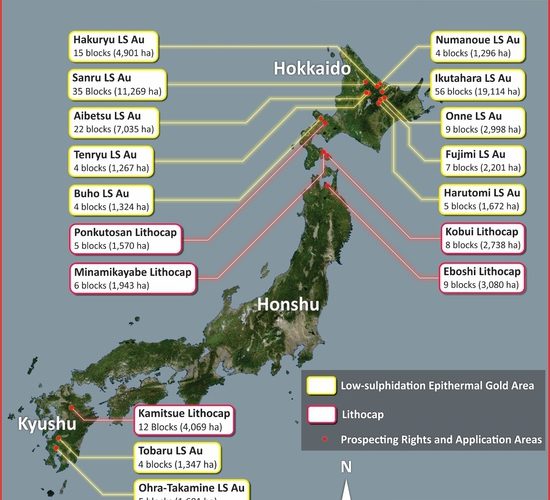 Hakuryu LS Au
15 blocks (4,901 ha)
Sanru LS Au
35 Blocks (11,269 ha)
Aibetsu LS Au
22 blocks (7,035 ha)
Tenryu LS Au
4 blocks (1,267 ha)
Buho LS Au
4 blocks (1,324 ha)
Ponkutosan Lithocap
5 blocks (1,570 ha)
Minamikayabe Lithocap
6 blocks (1,943 ha)
Hokkaido
Numanoue LS Au
4 blocks (1,296 ha)
Ikutahara LS Au
56 blocks (19,114 ha)
Onne LS Au
9 blocks (2,998 ha)
Fujimi LS Au
7 blocks (2,201 ha)
Harutomi LS Au
5 blocks (1,672 ha)
Kobui Lithocap
8 blocks (2,738 ha)
Eboshi Lithocap
9 blocks (3,080 ha)
Honshu
Kyushu
Kamitsue Lithocap
12 Blocks (4,069 ha)
Tobaru LS Au
4 blocks (1,347 ha)
Ohra-Takamine LS Au
Low-sulphidation Epithermal Gold Area
Lithocap
Prospecting Rights and Application Areas
N